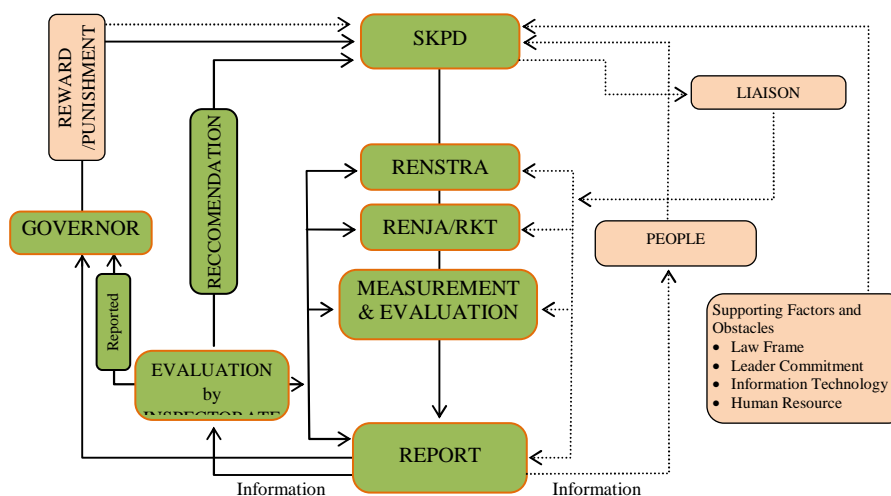 SKPD
REWARD
/PUNISHMENT
LIAISON
RECCOMENDATION
RENSTRA
RENJA/RKT
GOVERNOR
PEOPLE
MEASUREMENT
& EVALUATION
Reported
Supporting Factors and
Obstacles
• Law Frame
• Leader Commitment
• Information Technology
• Human Resource
EVALUATION
by
INSPECTORATE
REPORT
Information
Information